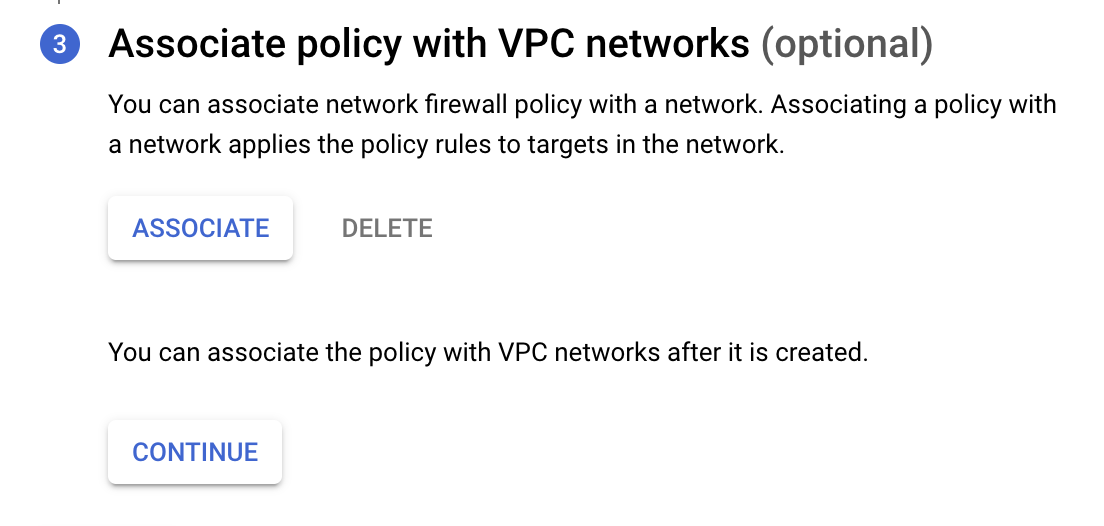 3 Associate policy with VPC networks (optional)
You can associate network firewall policy with a network. Associating a policy with
a network applies the policy rules to targets in the network.
ASSOCIATE DELETE
You can associate the policy with VPC networks after it is created.
CONTINUE